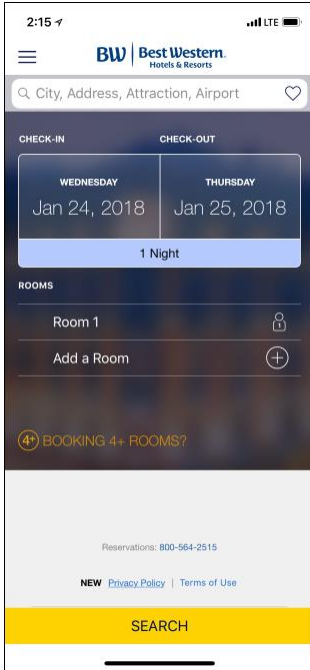 2:15
LTE
BW Best Western.
Hotels & Resorts
City, Address, Attraction, Airport
CHECK-IN CHECK-OUT
WEDNESDAY THURSDAY
Jan 24, 2018 Jan 25, 2018
1 Night
ROOMS
Room 1 1
Add a Room
4+ BOOKING 4+ ROOMS?
Reservations: 800-564-2515
NEW Privacy Policy | Terms of Use
SEARCH